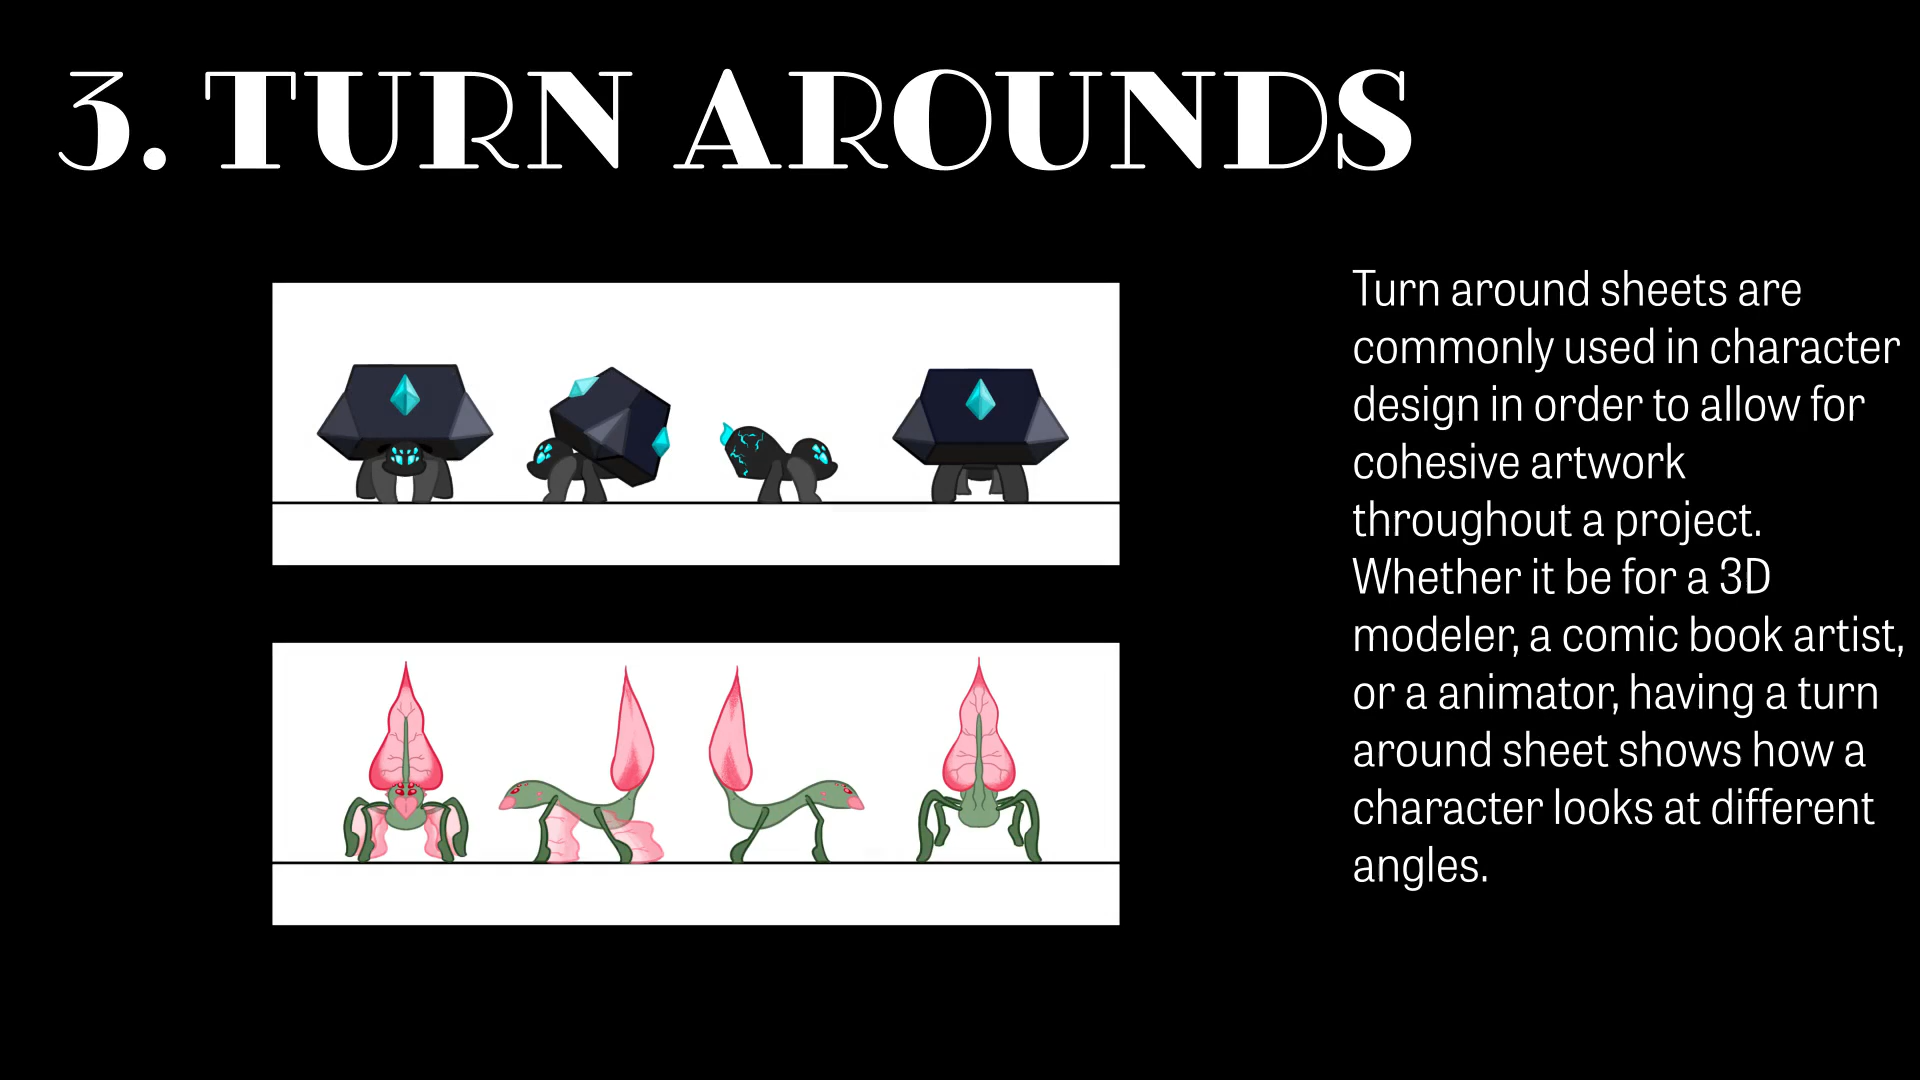 3. TURN AROUNDS
Turn around sheets are
commonly used in character
design in order to allow for
cohesive artwork
throughout a project.
Whether it be for a 3D
modeler, a comic book artist,
or a animator, having a turn
around sheet shows how a
character looks at different
angles.